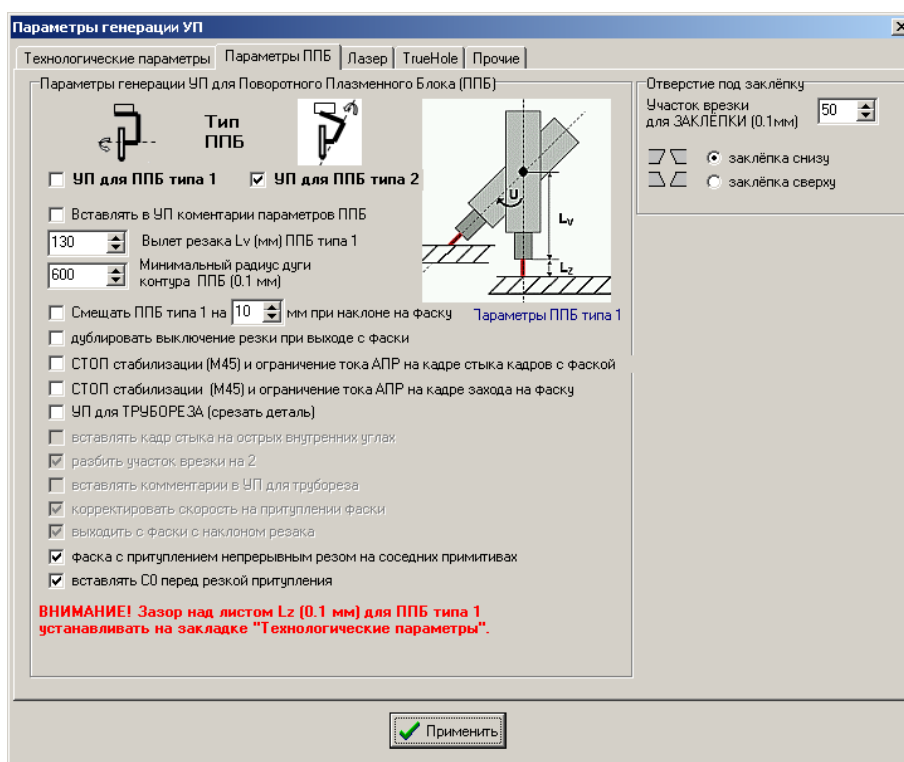 Параметры генерации УП
Технологические параметры Параметры ППБ Лазер TrueHole Прочие
Параметры генерации УП для Поворотного Плазменного Блока (ППБ)
Тип
ППБ
УП для ППБ типа 1 УП для ППБ типа 2
Вставлять в УП коментарии параметров ППБ
130 Вылет резака Lv (мм) ППБ типа 1
600 Минимальный радиус дуги
контура ППБ (0.1 мм)
U
Lv
Lz
Смещать ППБ типа 1 на 10 мм при наклоне на фаску
Параметры ППБ типа 1
дублировать выключение резки при выходе с фаски
СТОП стабилизации (М45) и ограничение тока АПР на кадре стыка кадров с фаской
СТОП стабилизации (М45) и ограничение тока АПР на кадре захода на фаску
УП для ТРУБОРЕЗА (срезать деталь)
вставлять кадр стыка на острых внутренних углах
разбить участок врезки на 2
вставлять комментарии в УП для трубореза
корректировать скорость на притуплении фаски
выходить с фаски с наклоном резака
фаска с притуплением непрерывным резом на соседних примитивах
вставлять C0 перед резкой притупления
ВНИМАНИЕ! Зазор над листом Lz (0.1 мм) для ППБ типа 1
устанавливать на закладке "Технологические параметры".
Отверстие под заклёпку
Участок врезки
для ЗАКЛЁПКИ (0.1мм) 50
заклёпка снизу
заклёпка сверху
Применить